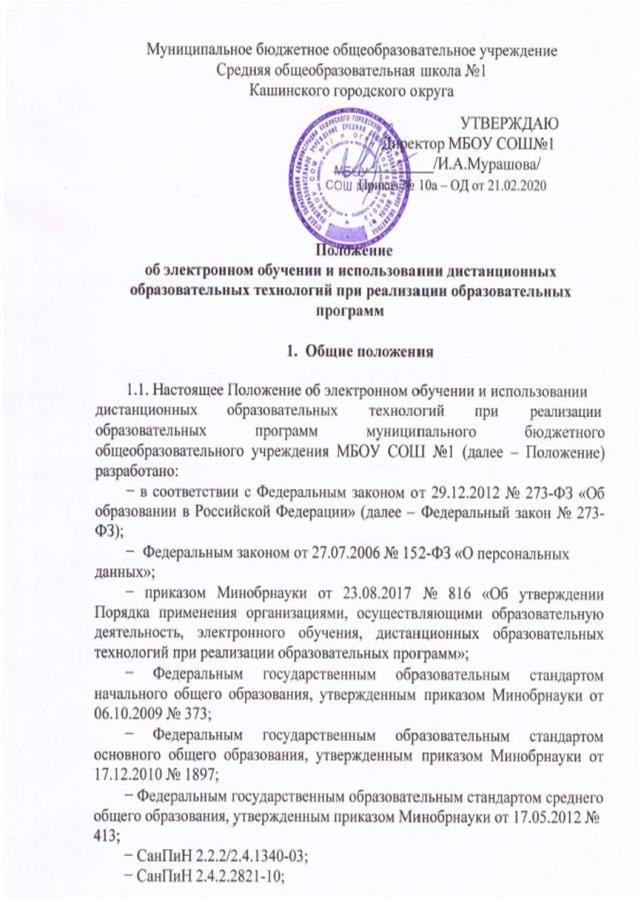 Муниципальное бюджетное общеобразовательное учреждение
Средняя общеобразовательная школа №1
Кашинского городского округа
УТВЕРЖДАЮ
Директор МБОУ СОШ№1
/И.А.Мурашова/
Приказ № 10а – ОД от 21.02.2020
МБОУ
СОШ №1
Положение
об электронном обучении и использовании дистанционных
образовательных технологий при реализации образовательных
программ
1. Общие положения
1.1. Настоящее Положение об электронном обучении и использовании
дистанционных образовательных технологий при реализации
образовательных программ муниципального бюджетного
общеобразовательного учреждения МБОУ СОШ №1 (далее – Положение)
разработано:
− в соответствии с Федеральным законом от 29.12.2012 № 273-ФЗ «Об
образовании в Российской Федерации» (далее – Федеральный закон № 273-
ФЗ);
− Федеральным законом от 27.07.2006 № 152-ФЗ «О персональных
данных»;
− приказом Минобрнауки от 23.08.2017 № 816 «Об утверждении
Порядка применения организациями, осуществляющими образовательную
деятельность, электронного обучения, дистанционных образовательных
технологий при реализации образовательных программ»;
− Федеральным государственным образовательным стандартом
начального общего образования, утвержденным приказом Минобрнауки от
06.10.2009 № 373;
− Федеральным государственным образовательным стандартом
основного общего образования, утвержденным приказом Минобрнауки от
17.12.2010 № 1897;
− Федеральным государственным образовательным стандартом среднего
общего образования, утвержденным приказом Минобрнауки от 17.05.2012 №
413;
− СанПиН 2.2.2/2.4.1340-03;
− СанПиН 2.4.2.2821-10;